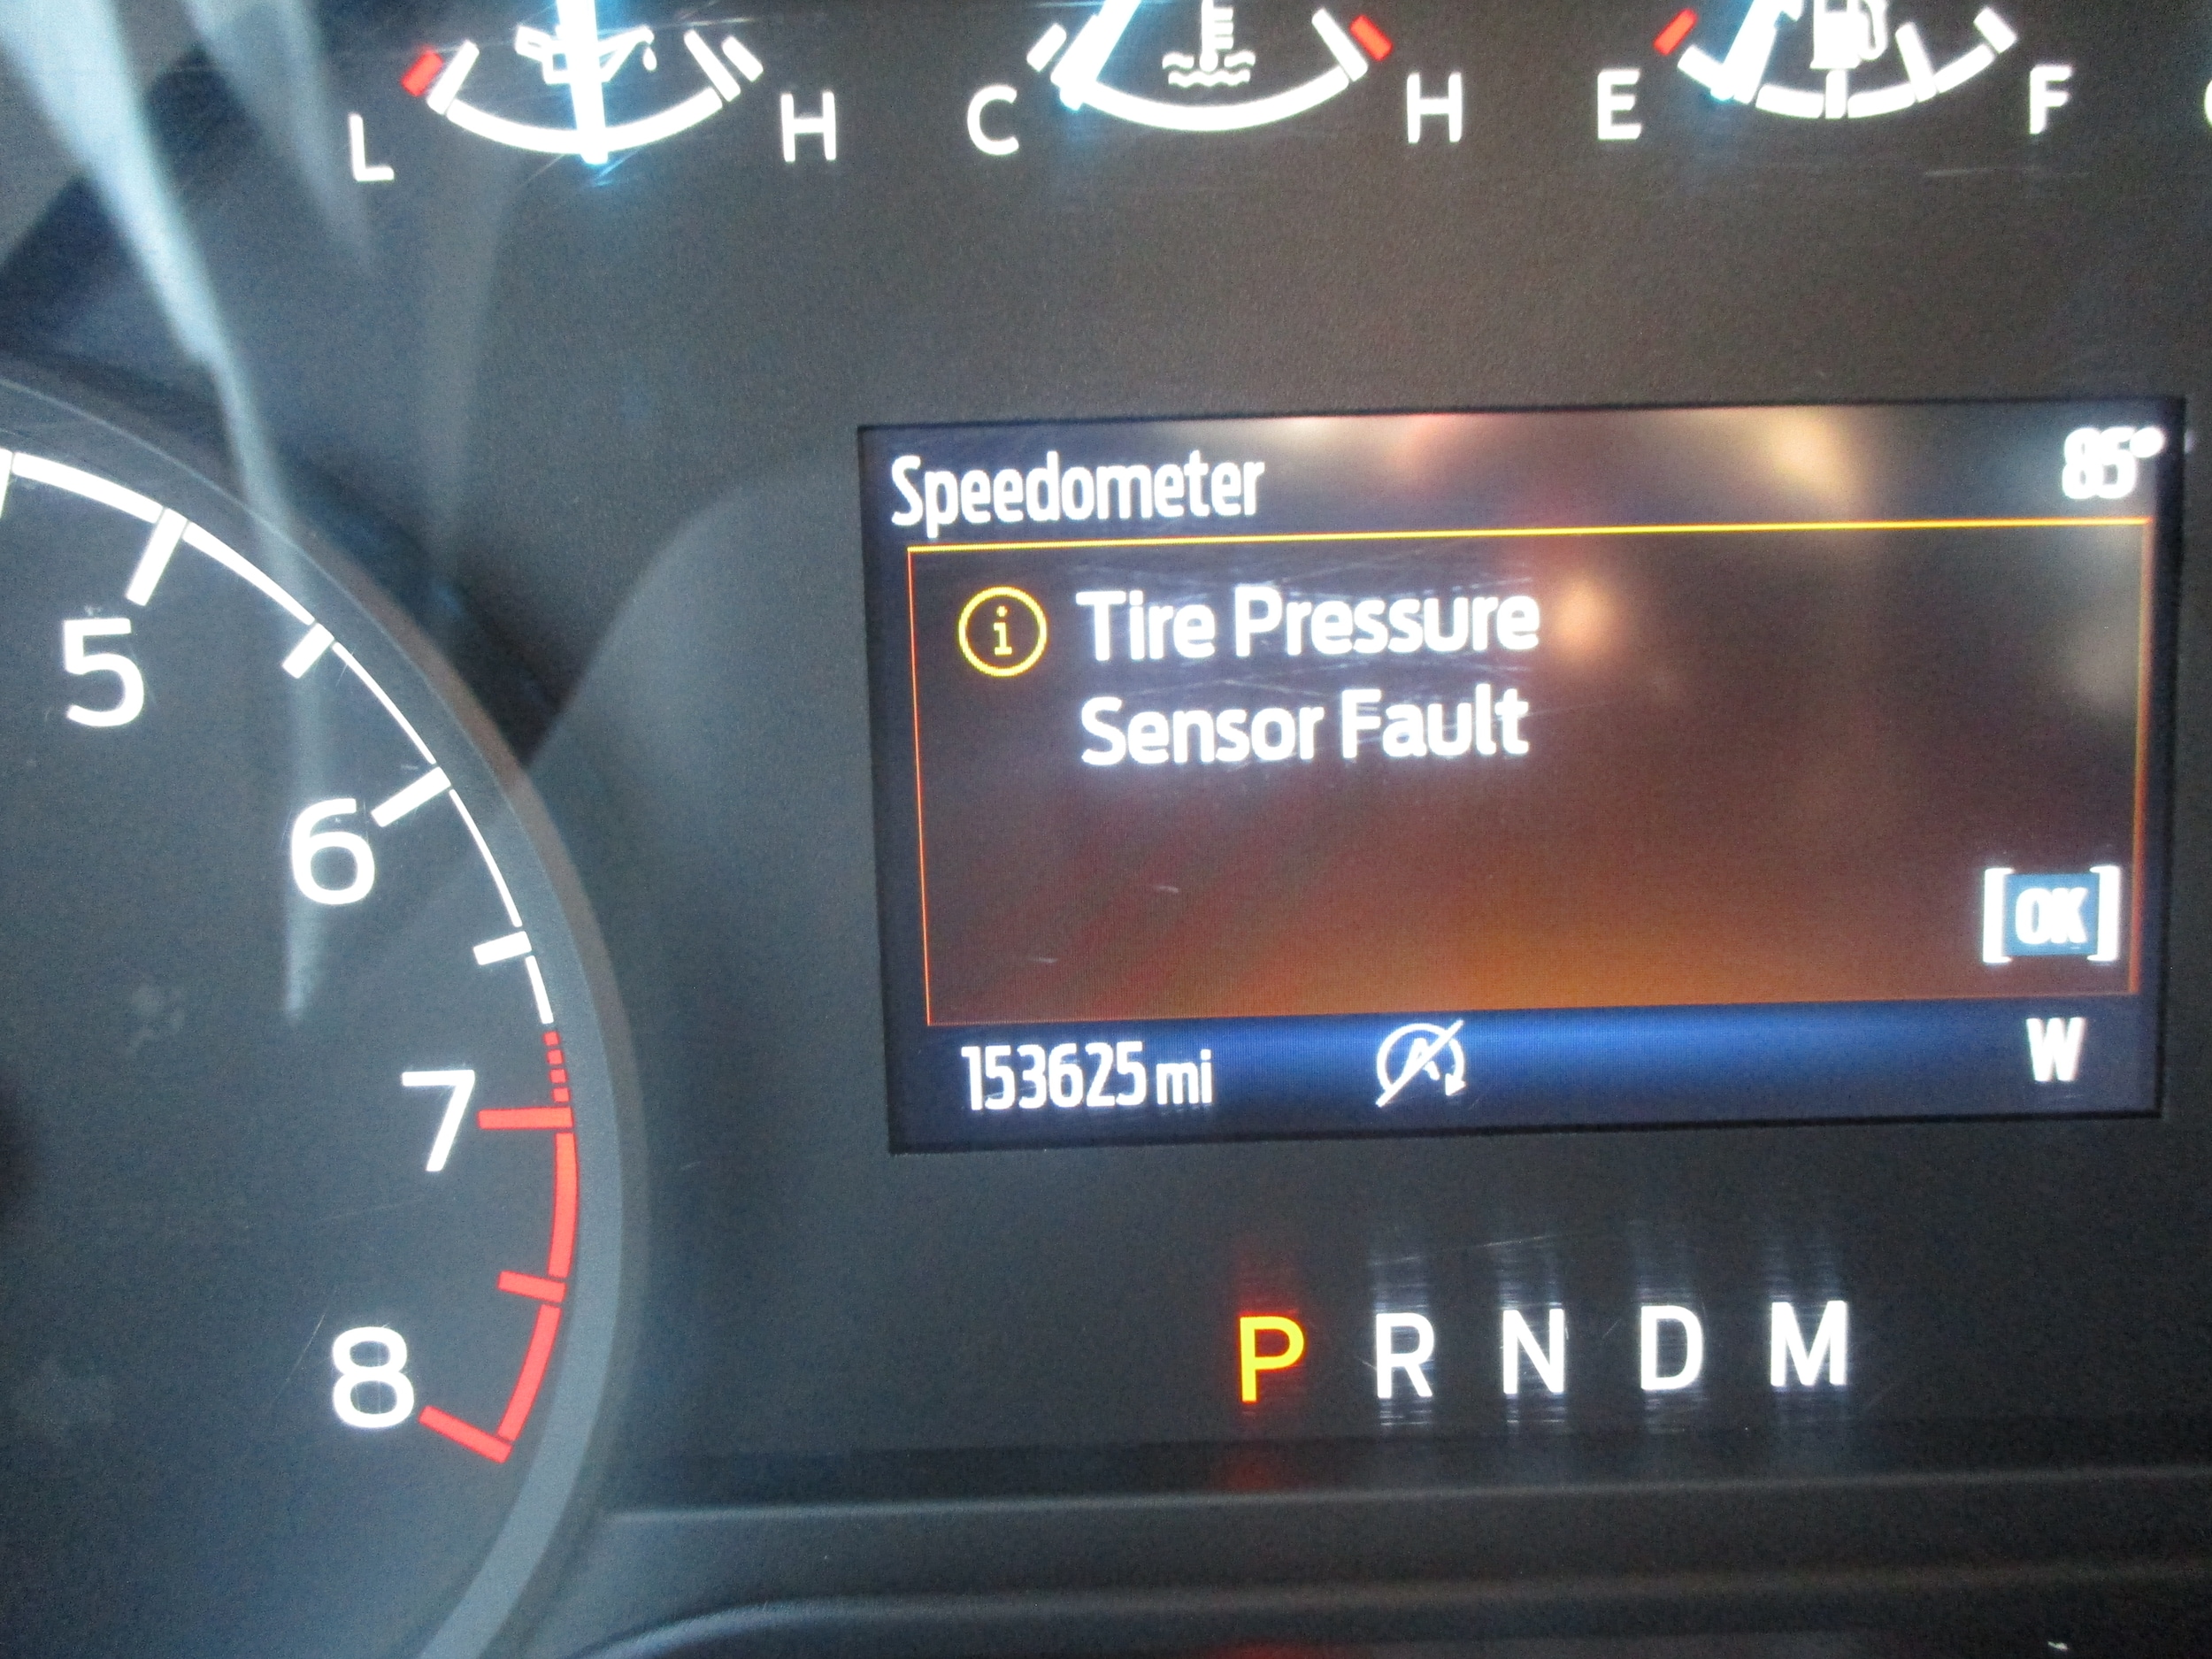 L H C H E F
Speedometer 85°
5
i Tire Pressure
Sensor Fault
6
[OK]
153625 mi A W
7
P R N D M
8